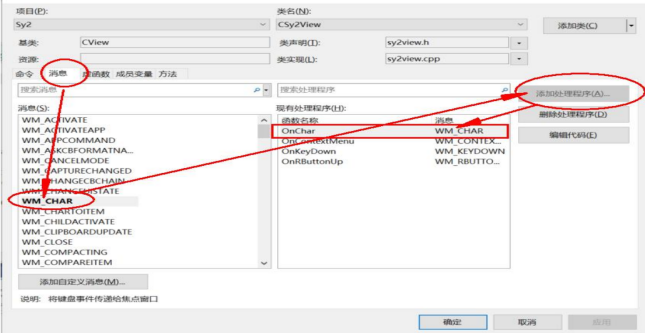 项目(P): 类名(N):
Sy2 CSy2View 添加类(C)
基类: CView 类声明(T): sy2view.h
资源: 类实现(L): sy2view.cpp
命令 消息 虚函数 成员变量 方法
搜索消息 搜索处理程序 添加处理程序(A)...
消息(S): 现有处理程序(H): 删除处理程序(D)
WM_ACTIVATE 函数名称 消息
WM_ACTIVATEAPP OnChar WM_CHAR 编辑代码(E)
WM_APPCOMMAND OnContextMenu WM_CONTEX...
WM_ASKCBFORMATNA... OnKeyDown WM_KEYDOWN
WM_CANCELMODE OnRButtonUp WM_RBUTTO...
WM_CAPTURECHANGED
WM_CHANGECBCHAIN
WM_CHANGEUISTATE
WM_CHAR
WM_CHARTOITEM
WM_CHILDACTIVATE
WM_CLIPBOARDUPDATE
WM_CLOSE
WM_COMPACTING
WM_COMPAREITEM
添加自定义消息(M)...
说明: 将键盘事件传递给焦点窗口
确定 取消 应用